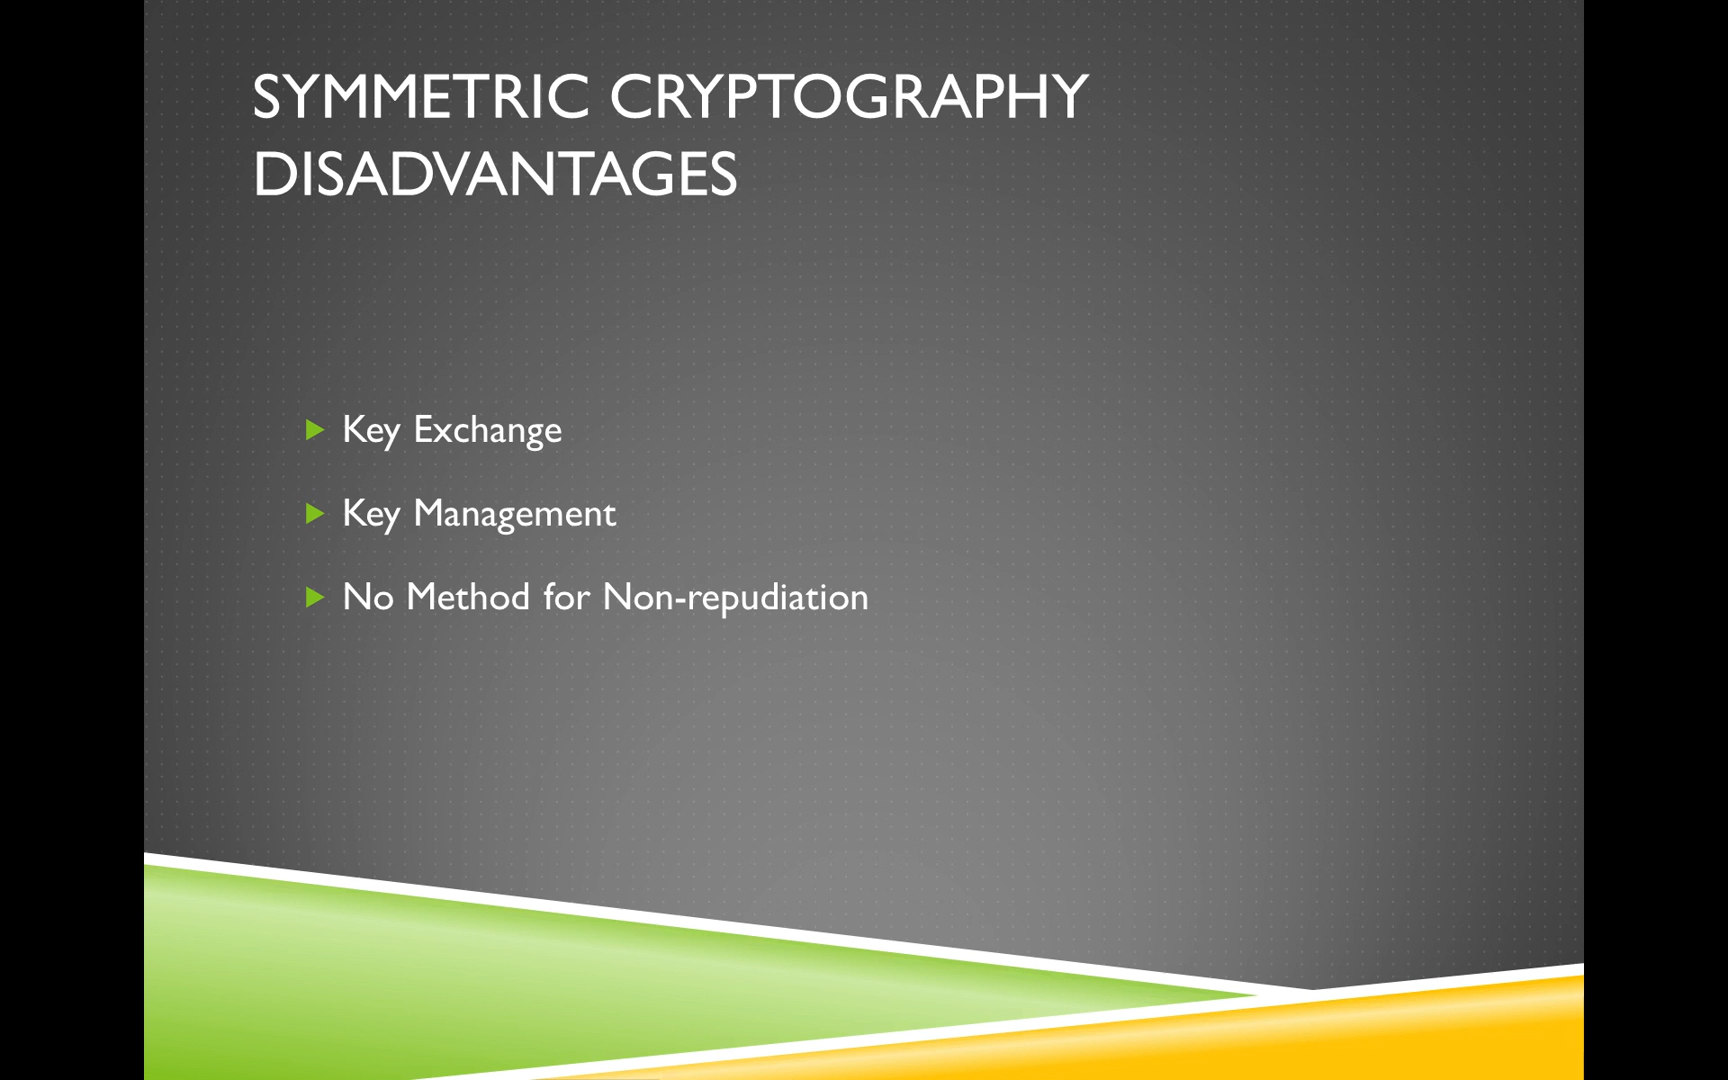 SYMMETRIC CRYPTOGRAPHY
DISADVANTAGES
Key Exchange
Key Management
No Method for Non-repudiation